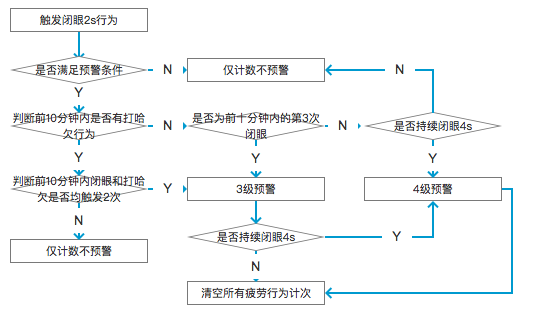 触发闭眼2s行为
是否满足预警条件
N
仅计数不预警
N
Y
判断前10分钟内是否有打哈
欠行为
N
是否为前十分钟内的第3次
闭眼
N
是否持续闭眼4s
Y
Y
Y
判断前10分钟内闭眼和打哈
欠是否均触发2次
Y
3级预警
4级预警
N
是否持续闭眼4s
Y
仅计数不预警
N
清空所有疲劳行为计次